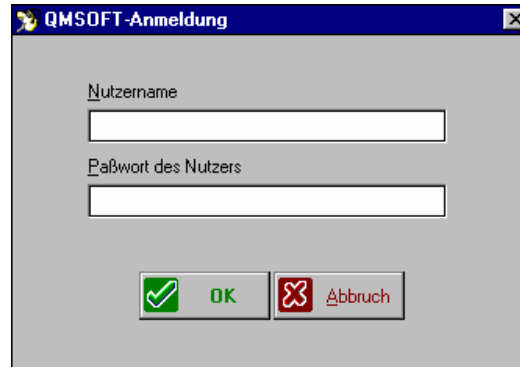 QMSOFT-Anmeldung
Nutzername
Paßwort des Nutzers
OK
Abbruch